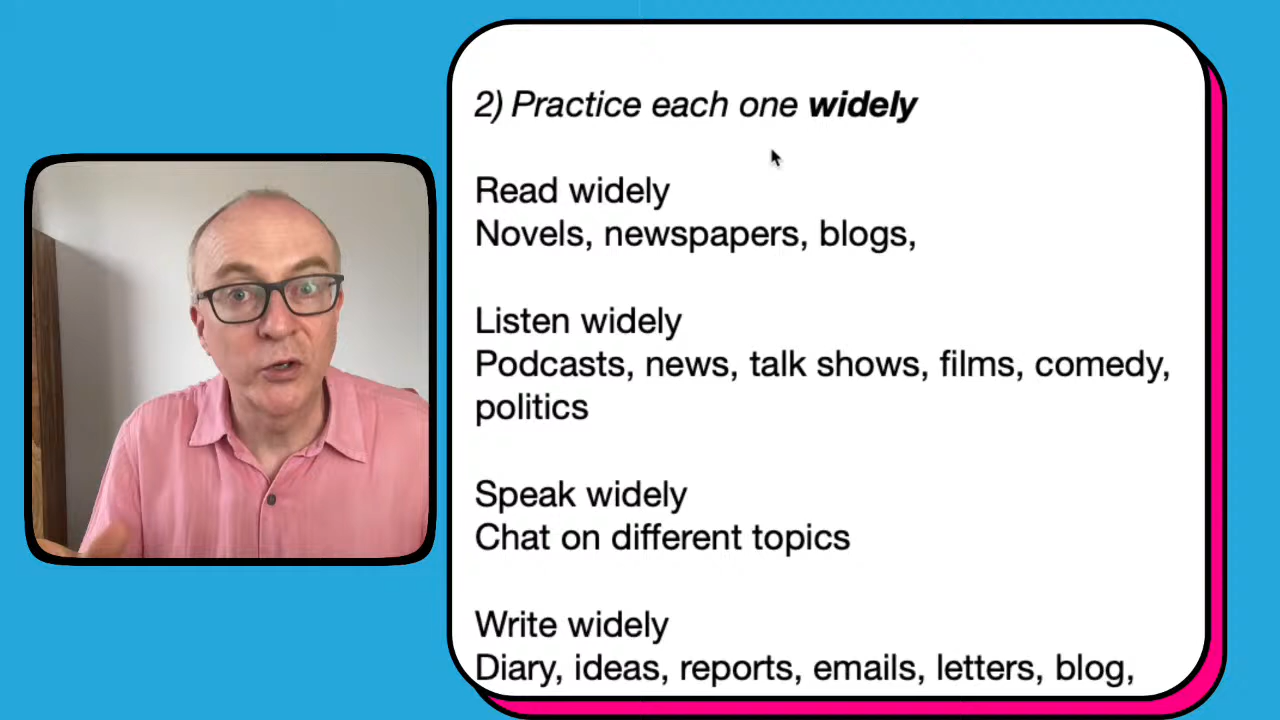 2) Practice each one widely
Read widely
Novels, newspapers, blogs,
Listen widely
Podcasts, news, talk shows, films, comedy,
politics
Speak widely
Chat on different topics
Write widely
Diary, ideas, reports, emails, letters, blog,